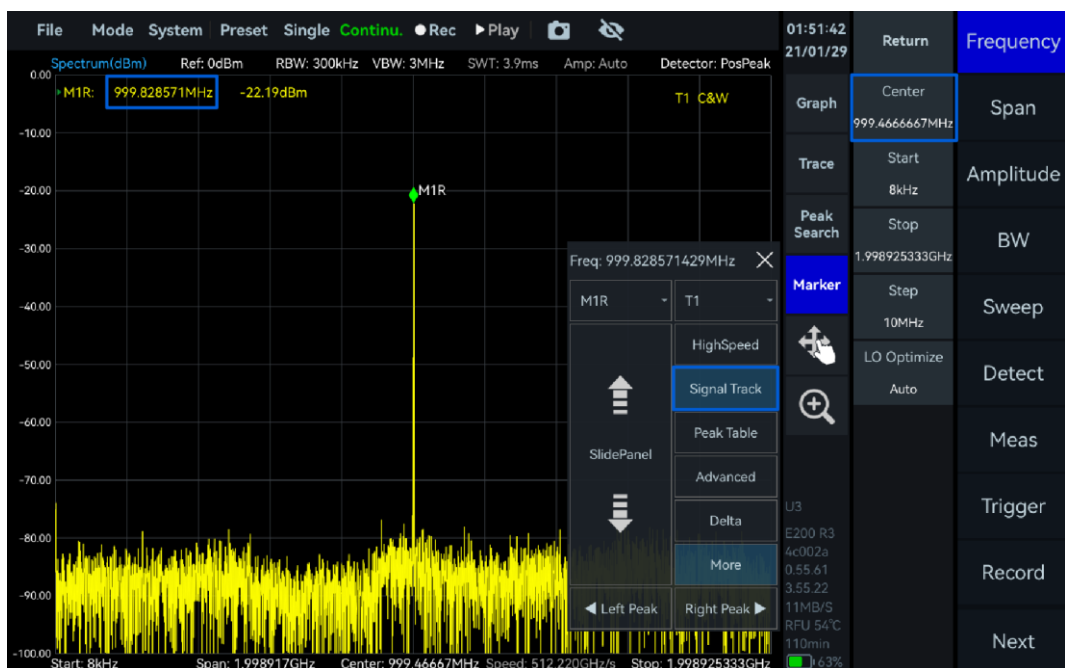 File Mode System Preset Single Continu. Rec Play
Spectrum(dBm) Ref: 0dBm RBW: 300kHz VBW: 3MHz SWT: 3.9ms Amp: Auto Detector: PosPeak
0.00
M1R: 999.828571MHz -22.19dBm
T1 C&W
-10.00
-20.00
M1R
-30.00
-40.00
-50.00
-60.00
-70.00
-80.00
-90.00
-100.00
Start: 8kHz Span: 1.998917GHz Center: 999.46667MHz Speed: 512.220GHz/s Stop: 1.998925333GHz
Freq: 999.828571429MHz
M1R T1
HighSpeed
Signal Track
Peak Table
SlidePanel
Advanced
Delta
More
Left Peak Right Peak
01:51:42
21/01/29
Graph
Trace
Peak
Search
Marker
U3
E200 R3
4c002a
0.55.61
3.55.22
11MB/S
RFU 54°C
110min
63%
Return
Center
999.4666667MHz
Start
8kHz
Stop
1.998925333GHz
Step
10MHz
LO Optimize
Auto
Frequency
Span
Amplitude
BW
Sweep
Detect
Meas
Trigger
Record
Next